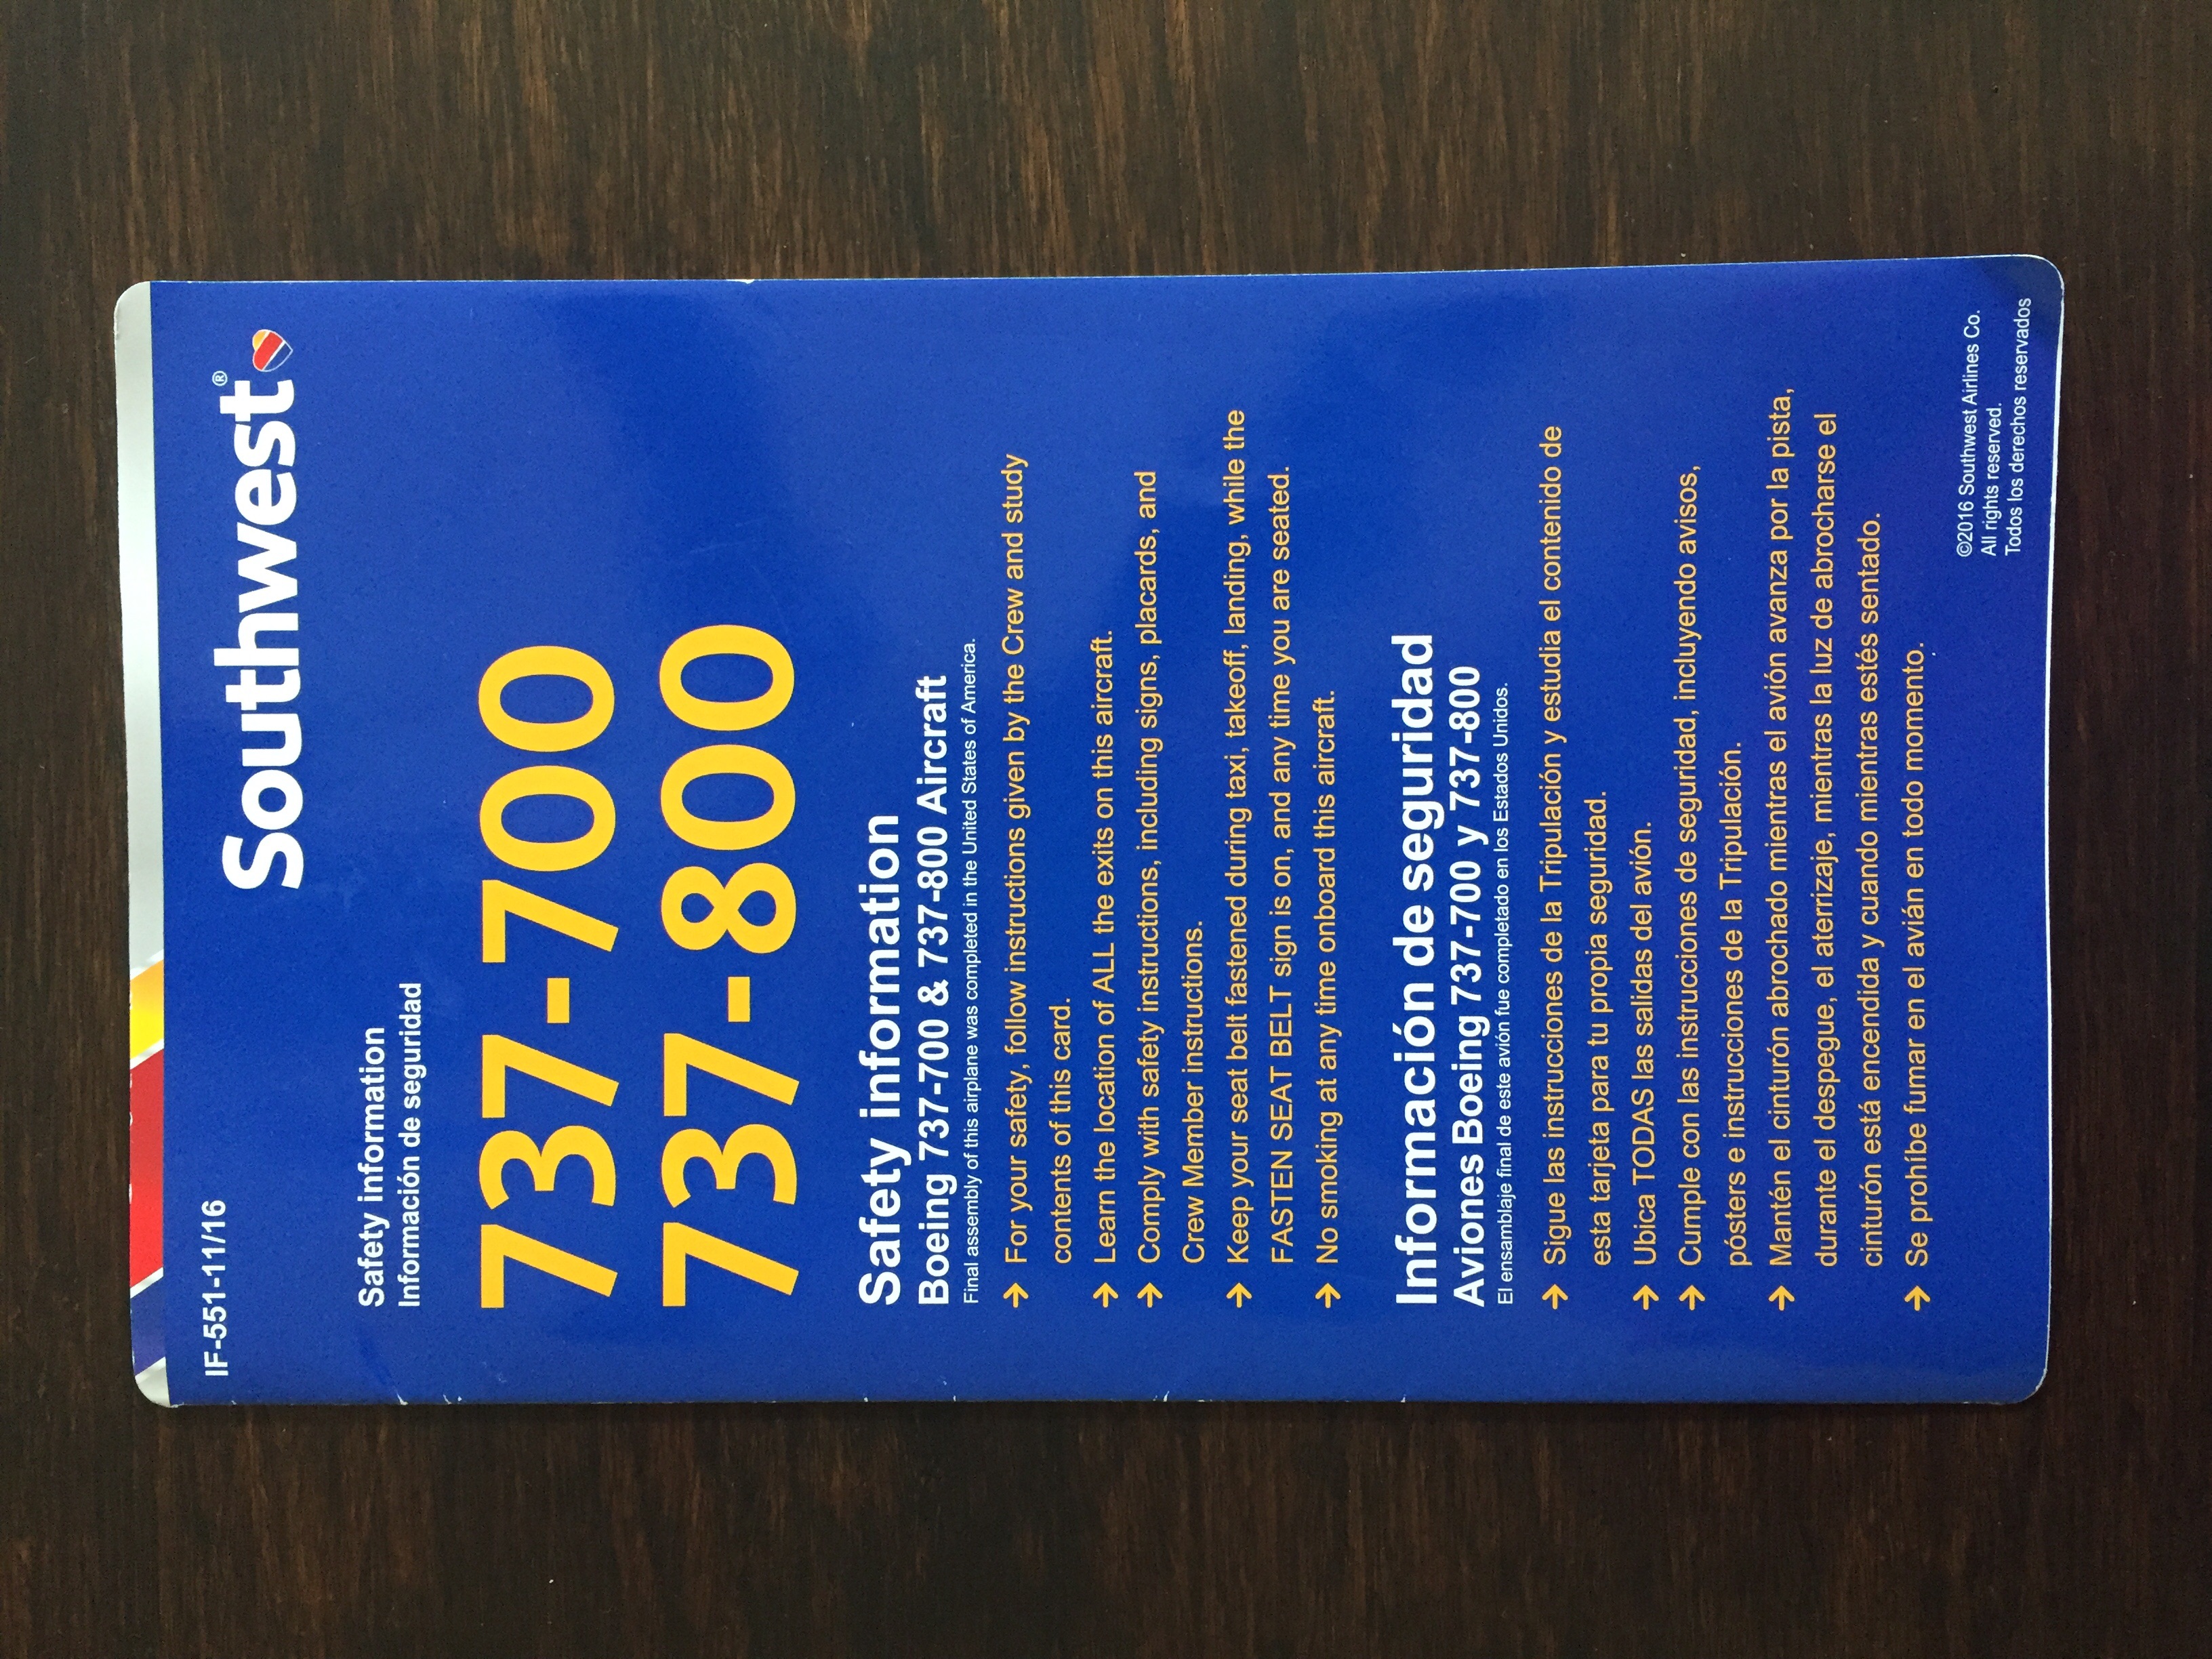 IF-551-11/16
Southwest®
Safety information
Información de seguridad
737-700
737-800
Safety information
Boeing 737-700 & 737-800 Aircraft
Final assembly of this airplane was completed in the United States of America.
→ For your safety, follow instructions given by the Crew and study
contents of this card.
→ Learn the location of ALL the exits on this aircraft.
→ Comply with safety instructions, including signs, placards, and
Crew Member instructions.
→ Keep your seat belt fastened during taxi, takeoff, landing, while the
FASTEN SEAT BELT sign is on, and any time you are seated.
→ No smoking at any time onboard this aircraft.
Información de seguridad
Aviones Boeing 737-700 y 737-800
El ensamblaje final de este avión fue completado en los Estados Unidos.
→ Sigue las instrucciones de la Tripulación y estudia el contenido de
esta tarjeta para tu propia seguridad.
→ Ubica TODAS las salidas del avión.
→ Cumple con las instrucciones de seguridad, incluyendo avisos,
pósters e instrucciones de la Tripulación.
→ Mantén el cinturón abrochado mientras el avión avanza por la pista,
durante el despegue, el aterrizaje, mientras la luz de abrocharse el
cinturón está encendida y cuando mientras estés sentado.
→ Se prohíbe fumar en el avián en todo momento.
©2016 Southwest Airlines Co.
All rights reserved.
Todos los derechos reservados